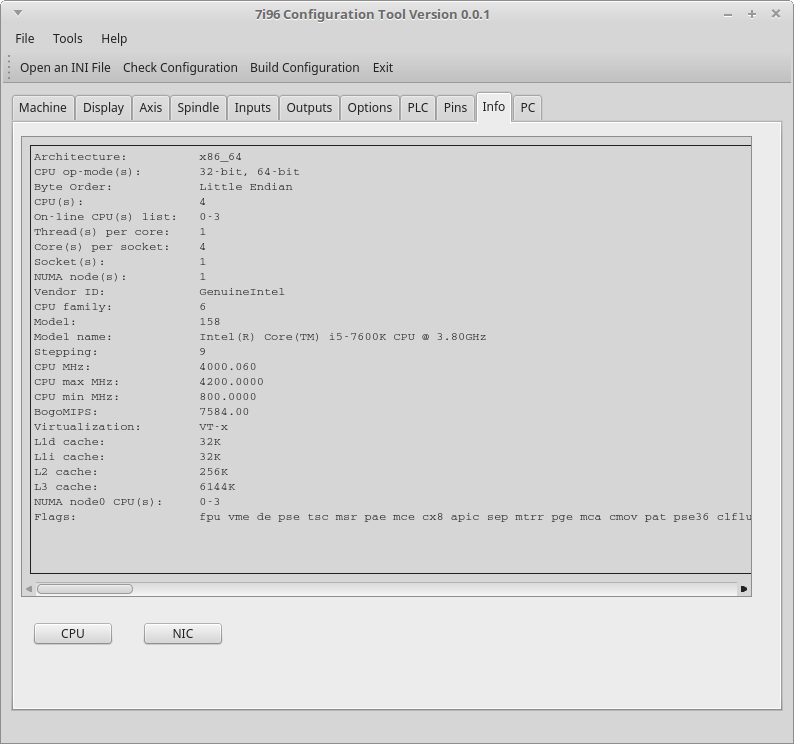 7i96 Configuration Tool Version 0.0.1
File Tools Help
Open an INI File Check Configuration Build Configuration Exit
Machine Display Axis Spindle Inputs Outputs Options PLC Pins Info PC
Architecture: x86_64
CPU op-mode(s): 32-bit, 64-bit
Byte Order: Little Endian
CPU(s): 4
On-line CPU(s) list: 0-3
Thread(s) per core: 1
Core(s) per socket: 4
Socket(s): 1
NUMA node(s): 1
Vendor ID: GenuineIntel
CPU family: 6
Model: 158
Model name: Intel(R) Core(TM) i5-7600K CPU @ 3.80GHz
Stepping: 9
CPU MHz: 4000.060
CPU max MHz: 4200.0000
CPU min MHz: 800.0000
BogoMIPS: 7584.00
Virtualization: VT-x
L1d cache: 32K
L1i cache: 32K
L2 cache: 256K
L3 cache: 6144K
NUMA node0 CPU(s): 0-3
Flags: fpu vme de pse tsc msr pae mce cx8 apic sep mtrr pge mca cmov pat pse36 clflu
CPU NIC